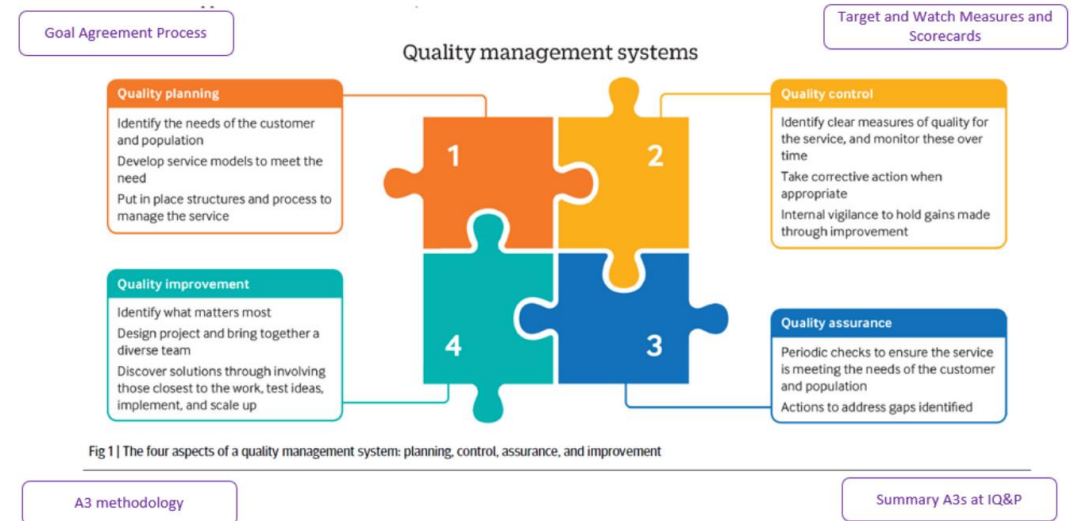 Goal Agreement Process
Target and Watch Measures and
Scorecards
Quality management systems
Quality planning
Identify the needs of the customer
and population
Develop service models to meet the
need
Put in place structures and process to
manage the service
Quality control
Identify clear measures of quality for
the service, and monitor these over
time
Take corrective action when
appropriate
Internal vigilance to hold gains made
through improvement
1
2
Quality improvement
Identify what matters most
Design project and bring together a
diverse team
Discover solutions through involving
those closest to the work, test ideas,
implement, and scale up
4
3
Quality assurance
Periodic checks to ensure the service
is meeting the needs of the customer
and population
Actions to address gaps identified
Fig 1 | The four aspects of a quality management system: planning, control, assurance, and improvement
A3 methodology
Summary A3s at IQ&P